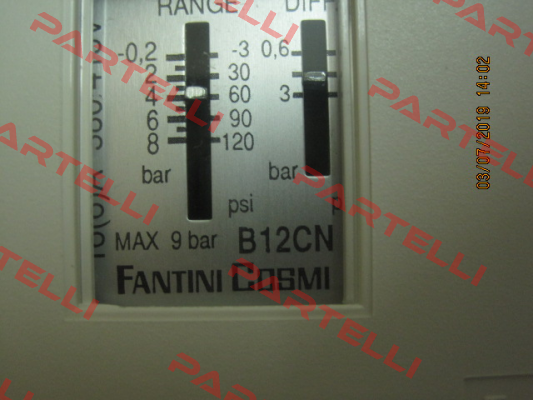 RANGE DIFF
-0,2 -3 0,6
2 30
4 60 3
6 90
8 120
bar psi bar
MAX 9 bar B12CN
FANTINI COSMI
03/07/2019 14:02
PARTELLI
PARTELLI
PARTELLI
PARTELLI
PARTELLI
PARTELLI